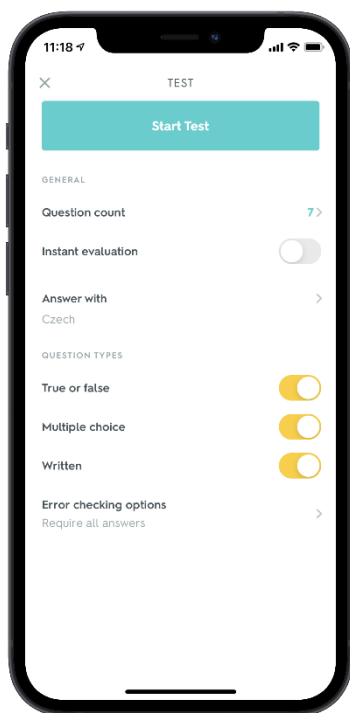 11:18
TEST
Start Test
GENERAL
Question count 7
Instant evaluation
Answer with
Czech
QUESTION TYPES
True or false
Multiple choice
Written
Error checking options
Require all answers